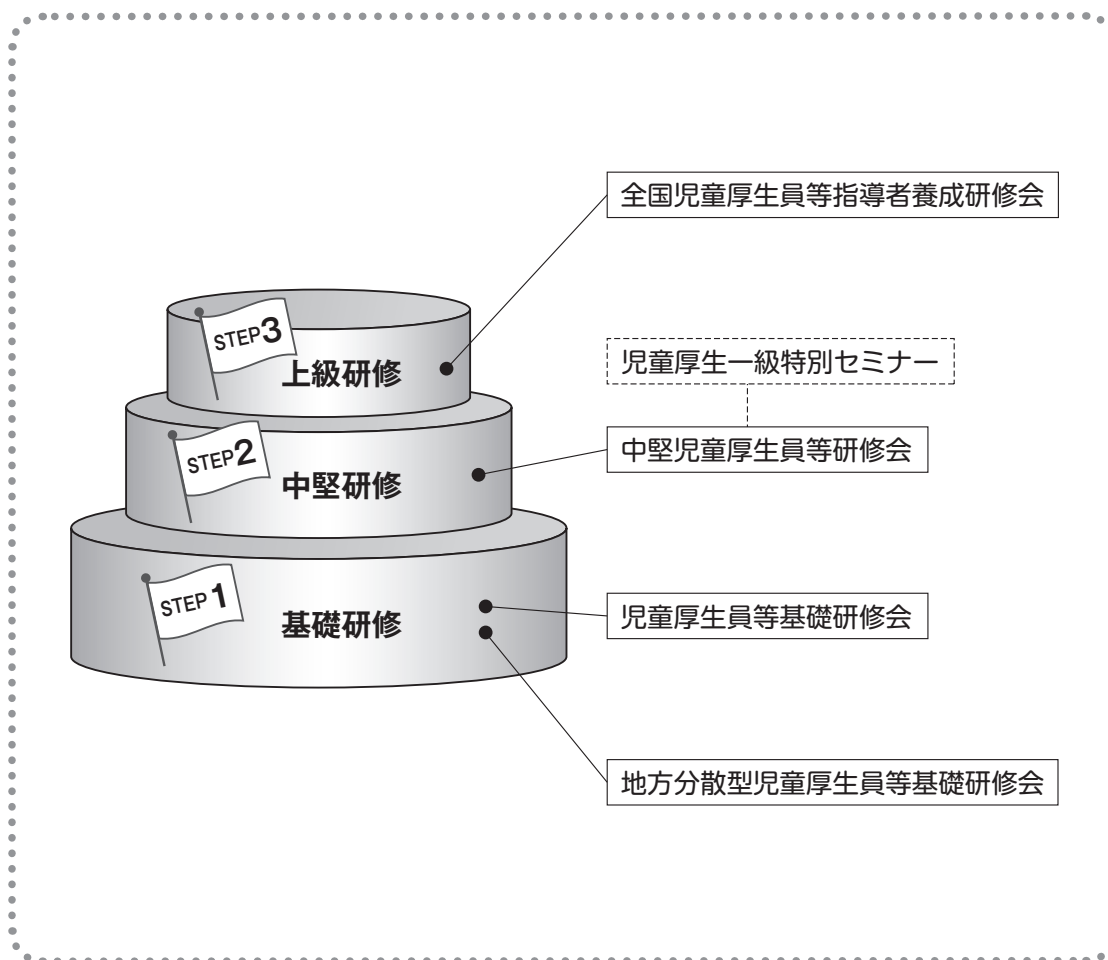 全国児童厚生員等指導者養成研修会
STEP3
上級研修
児童厚生一級特別セミナー
STEP2
中堅研修
中堅児童厚生員等研修会
STEP1
基礎研修
児童厚生員等基礎研修会
地方分散型児童厚生員等基礎研修会